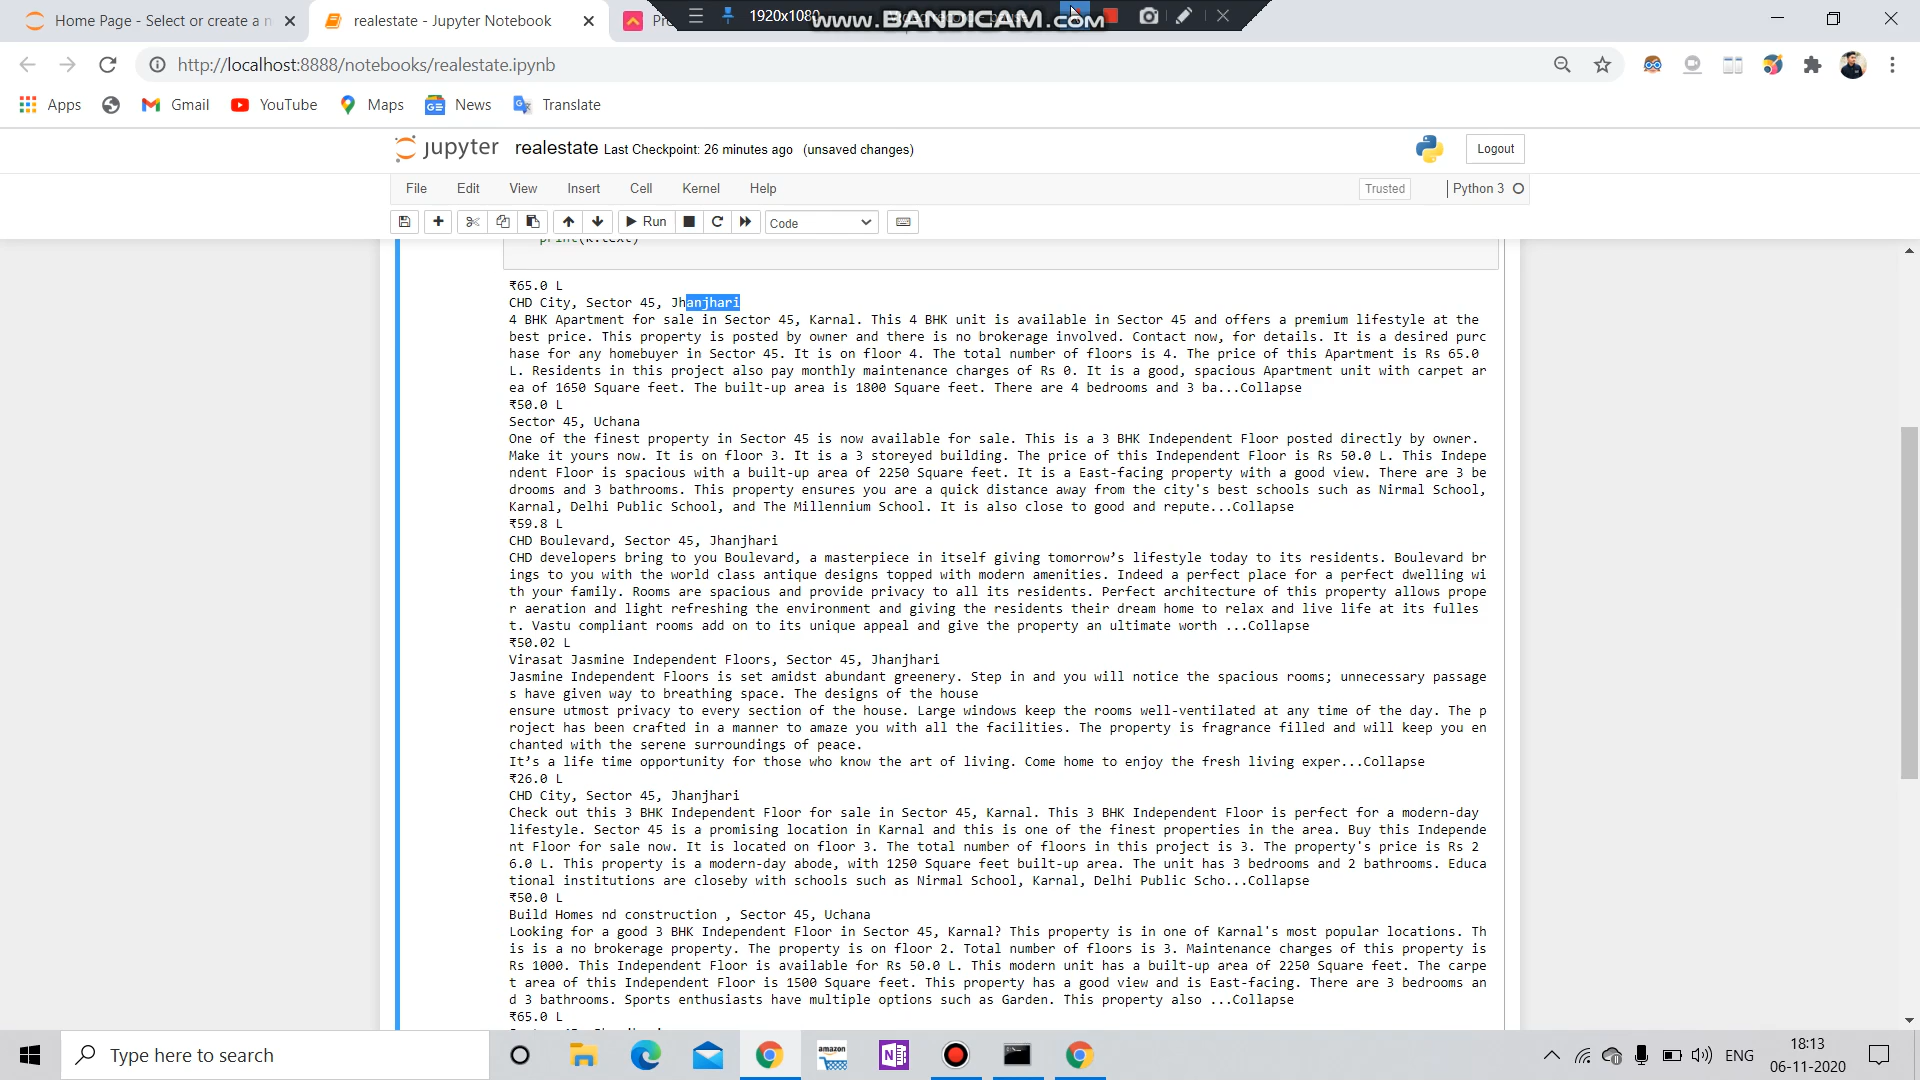 Home Page - Select or create a n
realestate - Jupyter Notebook
1920x1080
www.BANDICAM.com
http://localhost:8888/notebooks/realestate.ipynb
Apps
Gmail
YouTube
Maps
News
Translate
jupyter realestate Last Checkpoint: 26 minutes ago (unsaved changes)
Logout
File Edit View Insert Cell Kernel Help
Trusted
Python 3
Run
Code
print(k.text)
₹65.0 L
CHD City, Sector 45, Jhanjhari
4 BHK Apartment for sale in Sector 45, Karnal. This 4 BHK unit is available in Sector 45 and offers a premium lifestyle at the
best price. This property is posted by owner and there is no brokerage involved. Contact now, for details. It is a desired purc
hase for any homebuyer in Sector 45. It is on floor 4. The total number of floors is 4. The price of this Apartment is Rs 65.0
L. Residents in this project also pay monthly maintenance charges of Rs 0. It is a good, spacious Apartment unit with carpet ar
ea of 1650 Square feet. The built-up area is 1800 Square feet. There are 4 bedrooms and 3 ba...Collapse
₹50.0 L
Sector 45, Uchana
One of the finest property in Sector 45 is now available for sale. This is a 3 BHK Independent Floor posted directly by owner.
Make it yours now. It is on floor 3. It is a 3 storeyed building. The price of this Independent Floor is Rs 50.0 L. This Indepe
ndent Floor is spacious with a built-up area of 2250 Square feet. It is a East-facing property with a good view. There are 3 be
drooms and 3 bathrooms. This property ensures you are a quick distance away from the city's best schools such as Nirmal School,
Karnal, Delhi Public School, and The Millennium School. It is also close to good and repute...Collapse
₹59.8 L
CHD Boulevard, Sector 45, Jhanjhari
CHD developers bring to you Boulevard, a masterpiece in itself giving tomorrow’s lifestyle today to its residents. Boulevard br
ings to you with the world class antique designs topped with modern amenities. Indeed a perfect place for a perfect dwelling wi
th your family. Rooms are spacious and provide privacy to all its residents. Perfect architecture of this property allows prope
r aeration and light refreshing the environment and giving the residents their dream home to relax and live life at its fulles
t. Vastu compliant rooms add on to its unique appeal and give the property an ultimate worth ...Collapse
₹50.02 L
Virasat Jasmine Independent Floors, Sector 45, Jhanjhari
Jasmine Independent Floors is set amidst abundant greenery. Step in and you will notice the spacious rooms; unnecessary passage
s have given way to breathing space. The designs of the house
ensure utmost privacy to every section of the house. Large windows keep the rooms well-ventilated at any time of the day. The p
roject has been crafted in a manner to amaze you with all the facilities. The property is fragrance filled and will keep you en
chanted with the serene surroundings of peace.
It’s a life time opportunity for those who know the art of living. Come home to enjoy the fresh living exper...Collapse
₹26.0 L
CHD City, Sector 45, Jhanjhari
Check out this 3 BHK Independent Floor for sale in Sector 45, Karnal. This 3 BHK Independent Floor is perfect for a modern-day
lifestyle. Sector 45 is a promising location in Karnal and this is one of the finest properties in the area. Buy this Independe
nt Floor for sale now. It is located on floor 3. The total number of floors in this project is 3. The property's price is Rs 2
6.0 L. This property is a modern-day abode, with 1250 Square feet built-up area. The unit has 3 bedrooms and 2 bathrooms. Educa
tional institutions are closeby with schools such as Nirmal School, Karnal, Delhi Public Scho...Collapse
₹50.0 L
Build Homes nd construction , Sector 45, Uchana
Looking for a good 3 BHK Independent Floor in Sector 45, Karnal? This property is in one of Karnal's most popular locations. Th
is is a no brokerage property. The property is on floor 2. Total number of floors is 3. Maintenance charges of this property is
Rs 1000. This Independent Floor is available for Rs 50.0 L. This modern unit has a built-up area of 2250 Square feet. The carpe
t area of this Independent Floor is 1500 Square feet. This property has a good view and is East-facing. There are 3 bedrooms an
d 3 bathrooms. Sports enthusiasts have multiple options such as Garden. This property also ...Collapse
₹65.0 L
Type here to search
amazon
ENG
18:13
06-11-2020